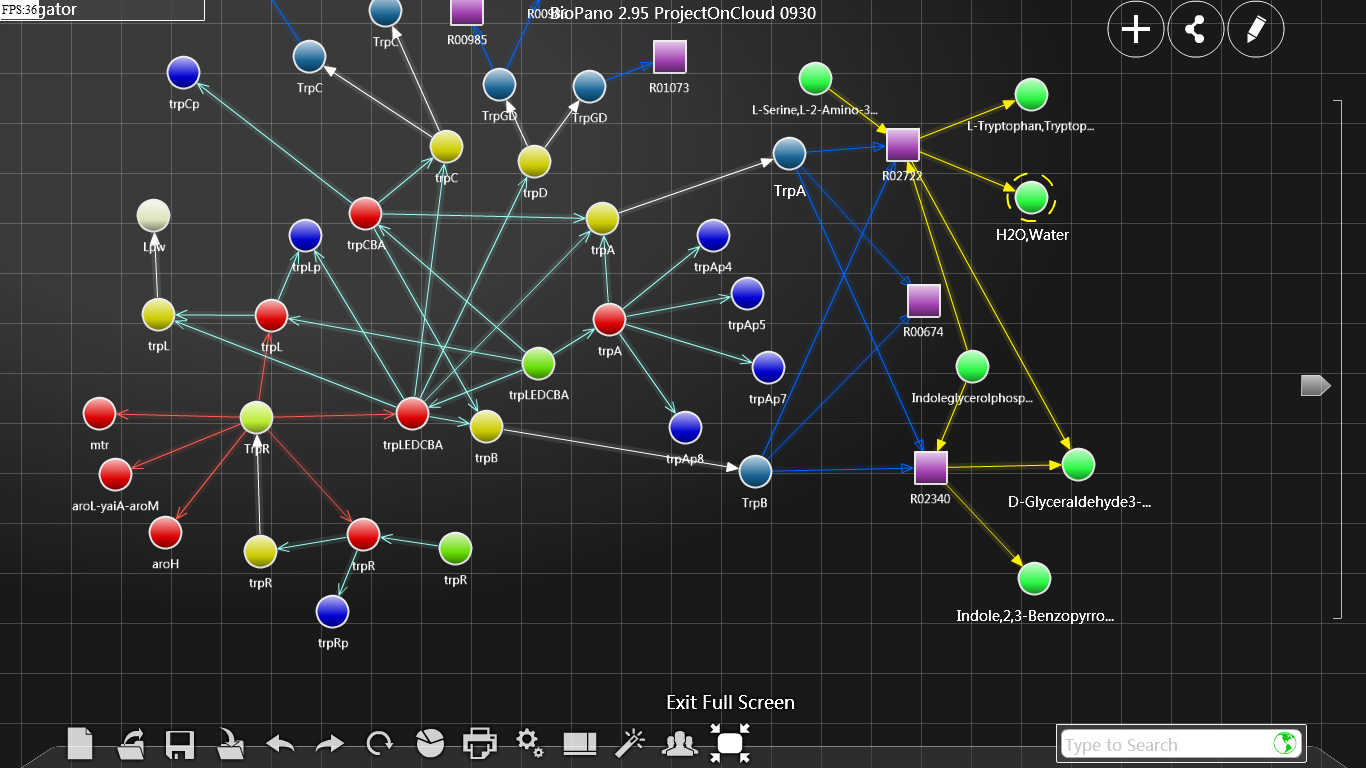 FPS:36
gator
BioPano 2.95 ProjectOnCloud 0930
TrpC
R00985
TrpC
trpCp
TrpGD
TrpGD
R01073
L-Serine,L-2-Amino-3...
L-Tryptophan,Tryptop...
trpC
trpD
TrpA
R02722
H2O,Water
Lpw
trpCBA
trpLp
trpA
trpAp4
trpAp5
R00674
trpL
trpL
trpA
trpAp7
trpLEDCBA
Indoleglycerolphosp...
mtr
TrpR
trpLEDCBA
trpB
trpAp8
TrpB
R02340
D-Glyceraldehyde3-...
aroL-yaiA-aroM
aroH
trpR
trpR
trpR
trpRp
Indole,2,3-Benzopyrro...
Exit Full Screen
Type to Search